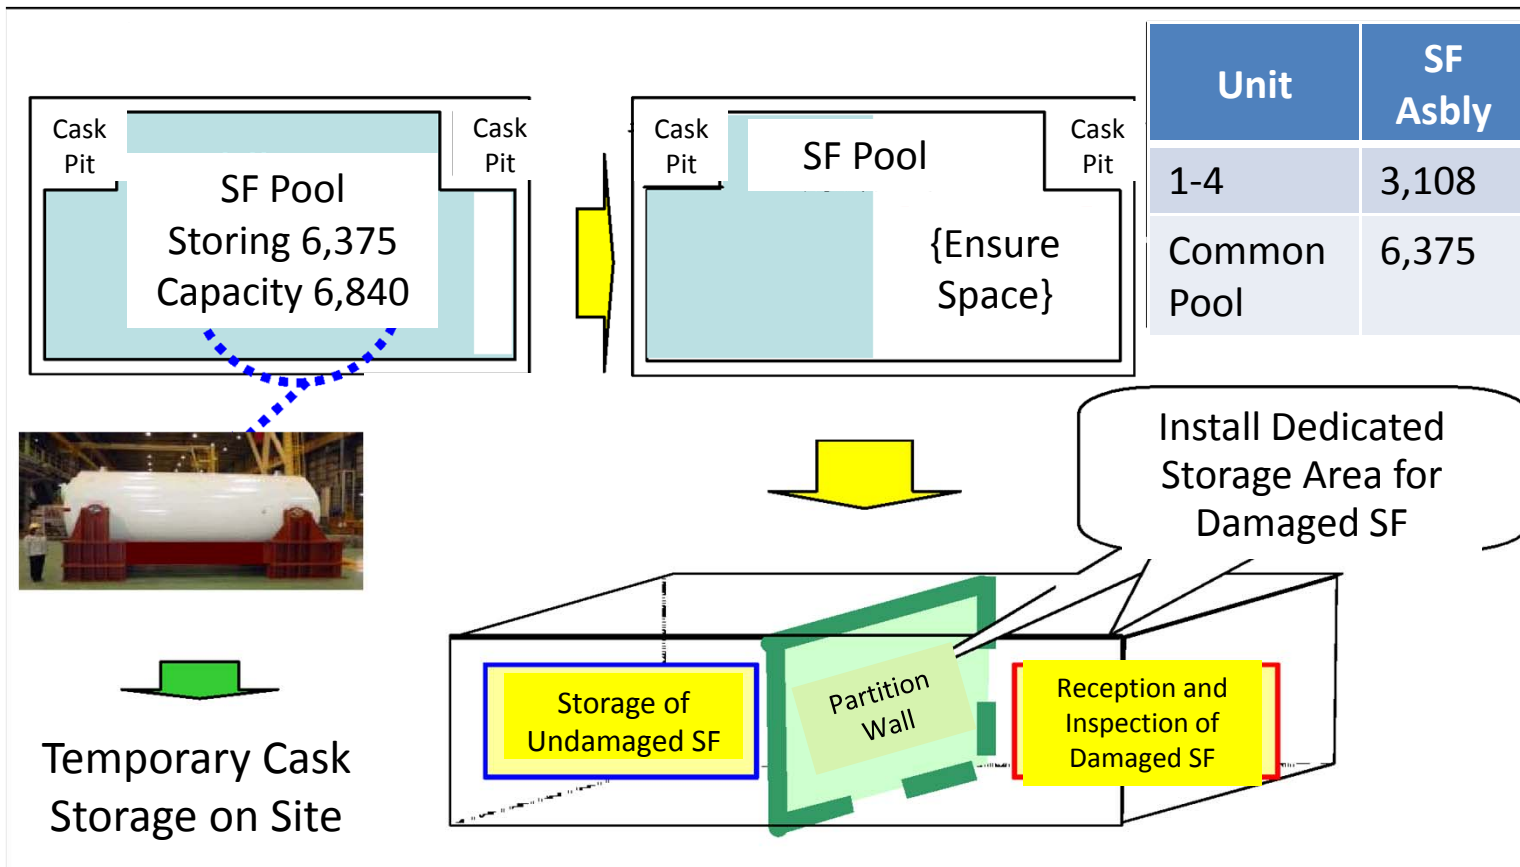 Cask
Pit
SF Pool
Storing 6,375
Capacity 6,840
Cask
Pit
Cask
Pit
SF Pool
{Ensure
Space}
Cask
Pit
Unit
SF
Asbly
1-4
3,108
Common
Pool
6,375
Install Dedicated
Storage Area for
Damaged SF
Temporary Cask
Storage on Site
Storage of
Undamaged SF
Partition
Wall
Reception and
Inspection of
Damaged SF